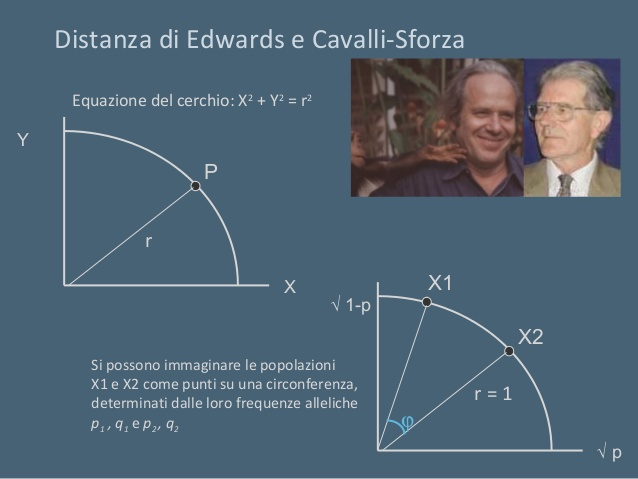 Distanza di Edwards e Cavalli-Sforza
Equazione del cerchio: X² + Y² = r²
Y
P
r
X
X1
√ 1-p
X2
Si possono immaginare le popolazioni
X1 e X2 come punti su una circonferenza,
determinati dalle loro frequenze alleliche
p₁ , q₁ e p₂, q₂
r = 1
φ
√ p